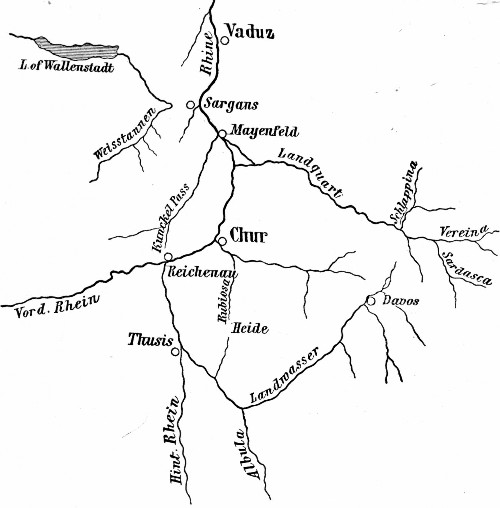 Vaduz
Rhine
L of Wallenstadt
Sargans
Mayenfeld
Weisstannen
Landquart
Schlappina
Kunckel Pass
Vereina
Chur
Sardasca
Reichenau
Rabiosa
Davos
Vord. Rhein
Heide
Thusis
Landwasser
Hint. Rhein
Albula